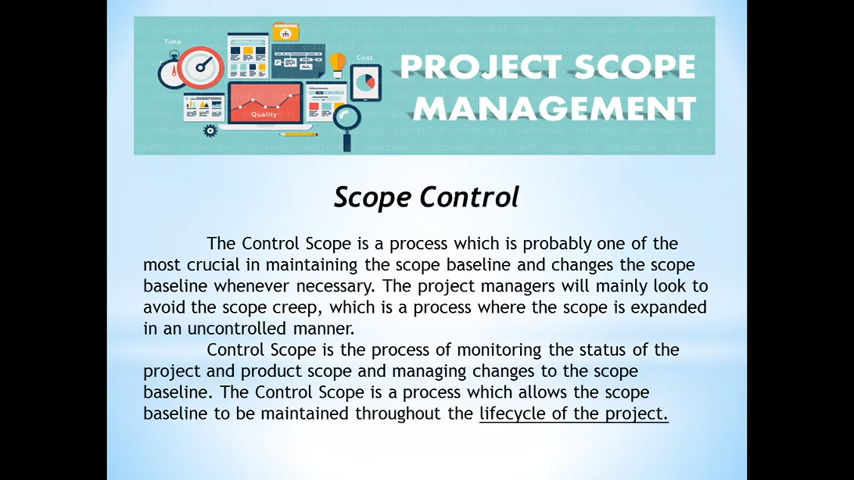 Time
Cost
Quality
PROJECT SCOPE
MANAGEMENT
Scope Control
The Control Scope is a process which is probably one of the
most crucial in maintaining the scope baseline and changes the scope
baseline whenever necessary. The project managers will mainly look to
avoid the scope creep, which is a process where the scope is expanded
in an uncontrolled manner.
Control Scope is the process of monitoring the status of the
project and product scope and managing changes to the scope
baseline. The Control Scope is a process which allows the scope
baseline to be maintained throughout the lifecycle of the project.